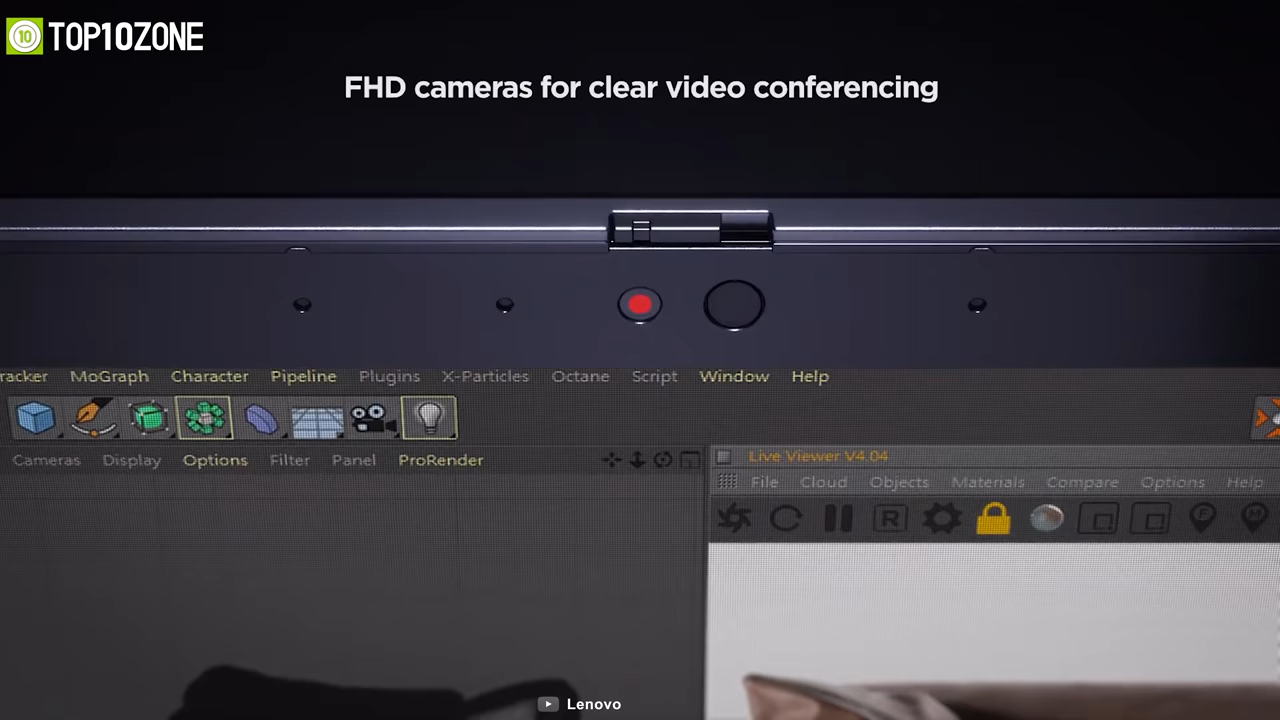 10 TOP10ZONE
FHD cameras for clear video conferencing
racker MoGraph Character Pipeline Plugins X-Particles Octane Script Window Help
Cameras Display Options Filter Panel ProRender
Live Viewer V4.04
File Cloud Objects Materials Compare Options Help
R
F
M
Lenovo